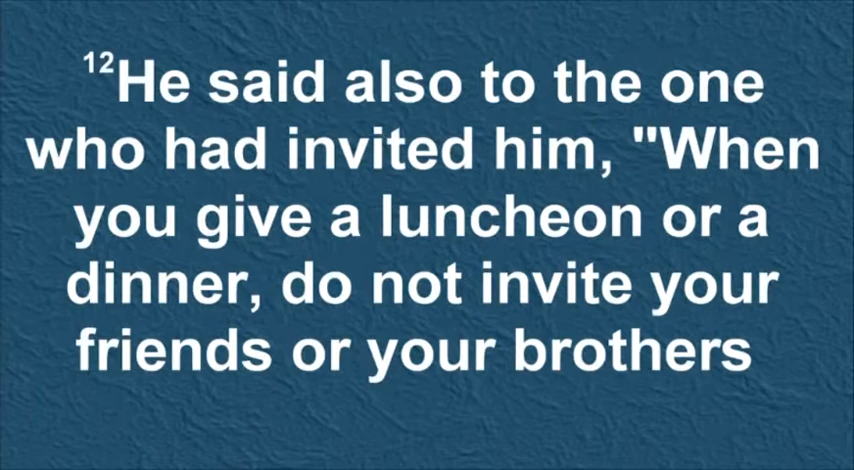 12He said also to the one
who had invited him, "When
you give a luncheon or a
dinner, do not invite your
friends or your brothers